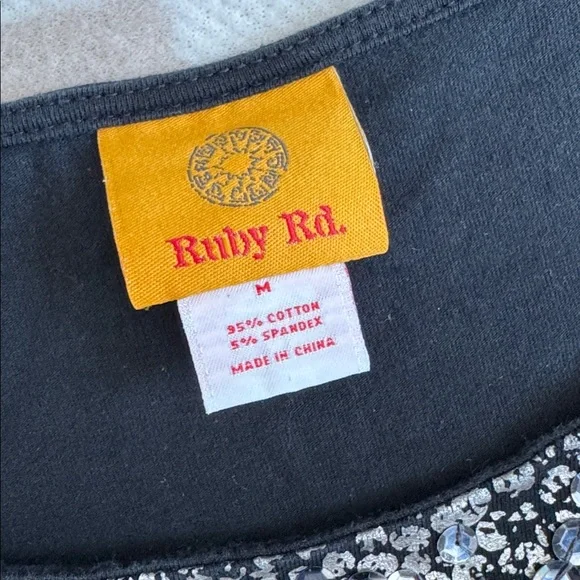 Ruby Rd.
M
95% COTTON
5% SPANDEX
MADE IN CHINA